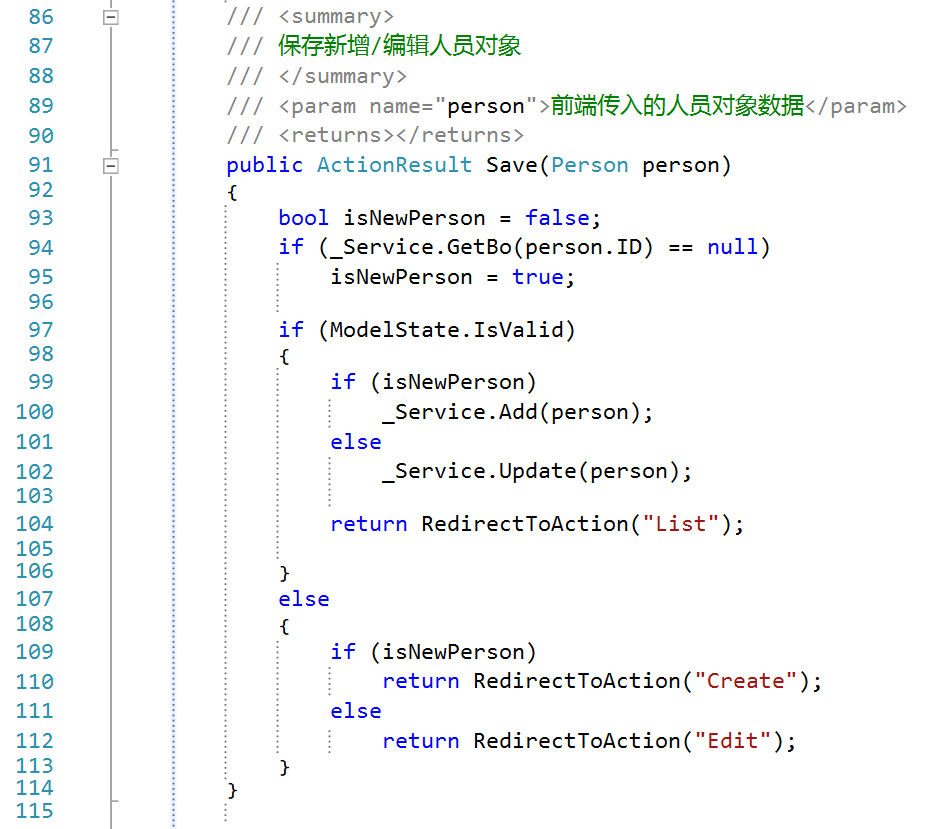 86 /// <summary>
87 /// 保存新增/编辑人员对象
88 /// </summary>
89 /// <param name="person">前端传入的人员对象数据</param>
90 /// <returns></returns>
91 public ActionResult Save(Person person)
92 {
93 bool isNewPerson = false;
94 if (_Service.GetBo(person.ID) == null)
95 isNewPerson = true;
96
97 if (ModelState.IsValid)
98 {
99 if (isNewPerson)
100 _Service.Add(person);
101 else
102 _Service.Update(person);
103
104 return RedirectToAction("List");
105
106 }
107 else
108 {
109 if (isNewPerson)
110 return RedirectToAction("Create");
111 else
112 return RedirectToAction("Edit");
113 }
114 }
115